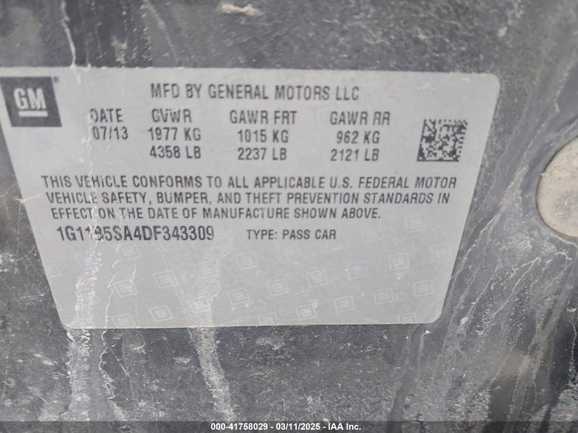 GM
MFD BY GENERAL MOTORS LLC
DATE GVWR GAWR FRT GAWR RR
07/13 1977 KG 1015 KG 962 KG
4358 LB 2237 LB 2121 LB
THIS VEHICLE CONFORMS TO ALL APPLICABLE U.S. FEDERAL MOTOR
VEHICLE SAFETY, BUMPER, AND THEFT PREVENTION STANDARDS IN
EFFECT ON THE DATE OF MANUFACTURE SHOWN ABOVE.
1G11B5SA4DF343309 TYPE: PASS CAR
000-41758029 - 03/11/2025 - IAA Inc.